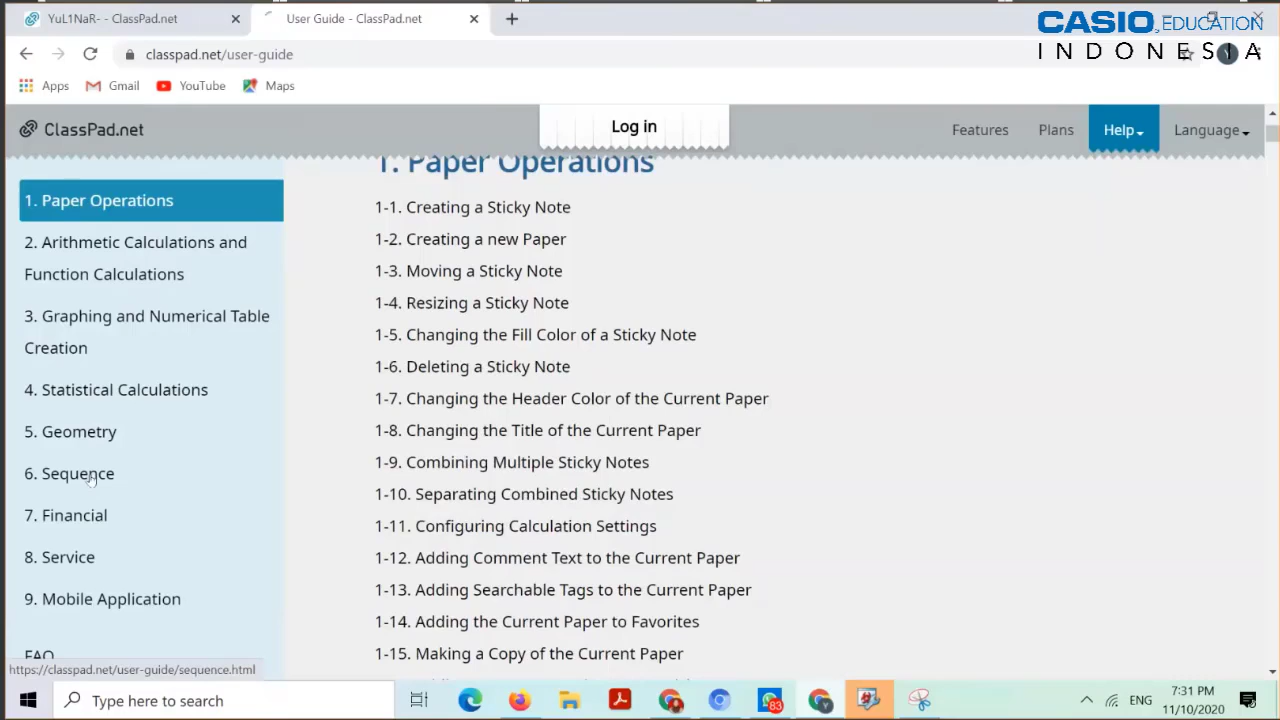 YuL1NaR- - ClassPad.net
User Guide - ClassPad.net
CASIO EDUCATION
INDONESIA
classpad.net/user-guide
Apps
Gmail
YouTube
Maps
ClassPad.net
Log in
Features
Plans
Help
Language
1. Paper Operations
2. Arithmetic Calculations and
Function Calculations
3. Graphing and Numerical Table
Creation
4. Statistical Calculations
5. Geometry
6. Sequence
7. Financial
8. Service
9. Mobile Application
FAQ
https://classpad.net/user-guide/sequence.html
1. Paper Operations
1-1. Creating a Sticky Note
1-2. Creating a new Paper
1-3. Moving a Sticky Note
1-4. Resizing a Sticky Note
1-5. Changing the Fill Color of a Sticky Note
1-6. Deleting a Sticky Note
1-7. Changing the Header Color of the Current Paper
1-8. Changing the Title of the Current Paper
1-9. Combining Multiple Sticky Notes
1-10. Separating Combined Sticky Notes
1-11. Configuring Calculation Settings
1-12. Adding Comment Text to the Current Paper
1-13. Adding Searchable Tags to the Current Paper
1-14. Adding the Current Paper to Favorites
1-15. Making a Copy of the Current Paper
Type here to search
83
ENG
7:31 PM
11/10/2020